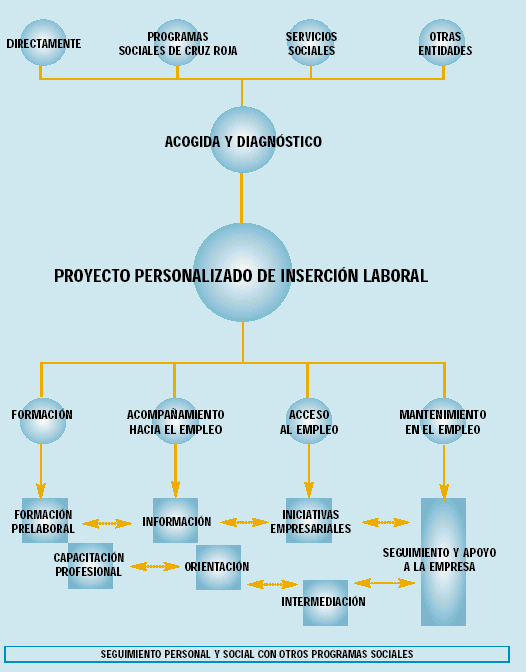 DIRECTAMENTE
PROGRAMAS
SOCIALES DE CRUZ ROJA
SERVICIOS
SOCIALES
OTRAS
ENTIDADES
ACOGIDA Y DIAGNÓSTICO
PROYECTO PERSONALIZADO DE INSERCIÓN LABORAL
FORMACIÓN
ACOMPAÑAMIENTO
HACIA EL EMPLEO
ACCESO
AL EMPLEO
MANTENIMIENTO
EN EL EMPLEO
FORMACIÓN
PRELABORAL
INFORMACIÓN
INICIATIVAS
EMPRESARIALES
SEGUIMIENTO Y APOYO
A LA EMPRESA
CAPACITACIÓN
PROFESIONAL
ORIENTACIÓN
INTERMEDIACIÓN
SEGUIMIENTO PERSONAL Y SOCIAL CON OTROS PROGRAMAS SOCIALES